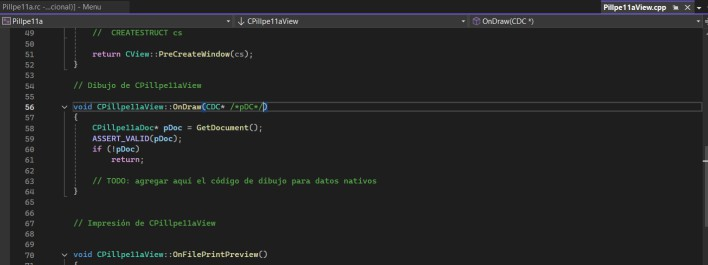 Pillpe11a.rc -...cional)] - Menu
Pillpe11aView.cpp
Pillpe11a
CPillpe11aView
OnDraw(CDC *)
49 //  CREATESTRUCT cs
50
51 return CView::PreCreateWindow(cs);
52 }
53
54 // Dibujo de CPillpe11aView
55
56 void CPillpe11aView::OnDraw(CDC* /*pDC*/)
57 {
58 CPillpe11aDoc* pDoc = GetDocument();
59 ASSERT_VALID(pDoc);
60 if (!pDoc)
61 return;
62
63 // TODO: agregar aquí el código de dibujo para datos nativos
64 }
65
66
67 // Impresión de CPillpe11aView
68
69
70 void CPillpe11aView::OnFilePrintPreview()
71 {